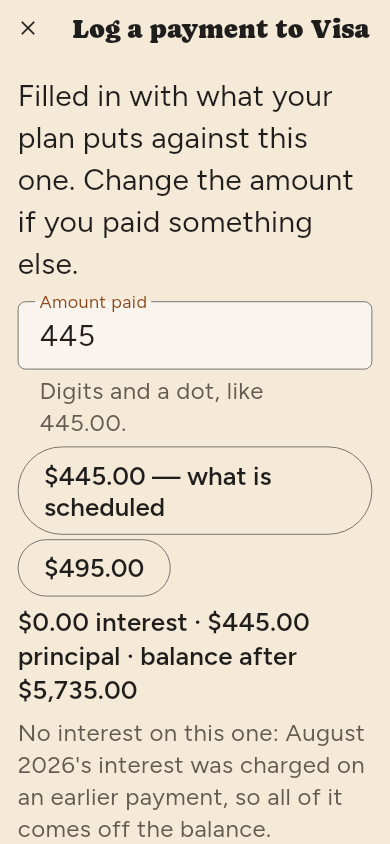 Log a payment to Visa
Filled in with what your
plan puts against this
one. Change the amount
if you paid something
else.
Amount paid
445
Digits and a dot, like
445.00.
$445.00 — what is
scheduled
$495.00
$0.00 interest · $445.00
principal · balance after
$5,735.00
No interest on this one: August
2026's interest was charged on
an earlier payment, so all of it
comes off the balance.